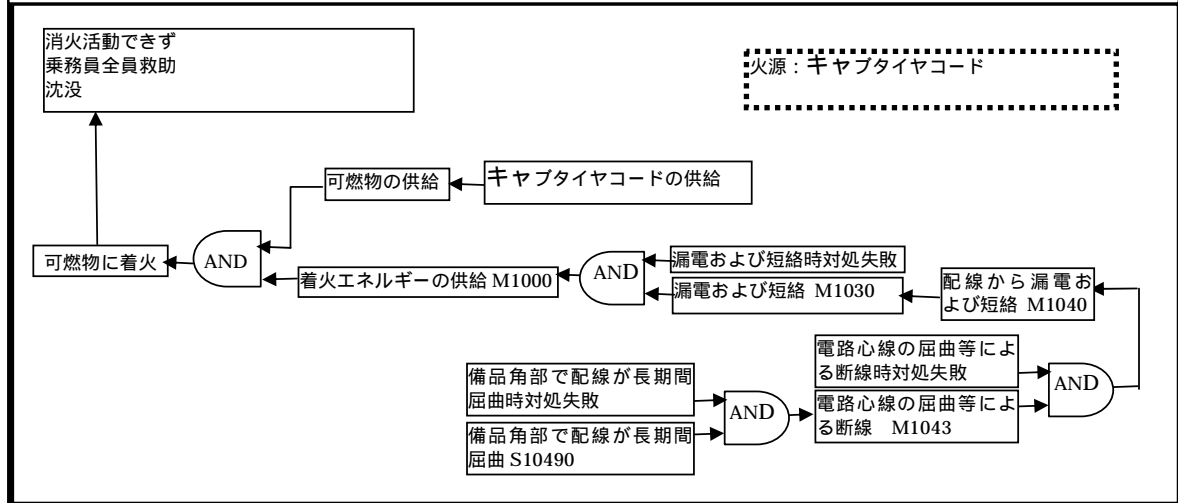 消火活動できず
乗務員全員救助
沈没
火源：キャブタイヤコード
可燃物の供給
キャブタイヤコードの供給
可燃物に着火
AND
着火エネルギーの供給 M1000
AND
漏電および短絡時対処失敗
漏電および短絡 M1030
配線から漏電お
よび短絡 M1040
電路心線の屈曲等によ
る断線時対処失敗
AND
備品角部で配線が長期間
屈曲時対処失敗
AND
電路心線の屈曲等によ
る断線 M1043
備品角部で配線が長期間
屈曲 S10490